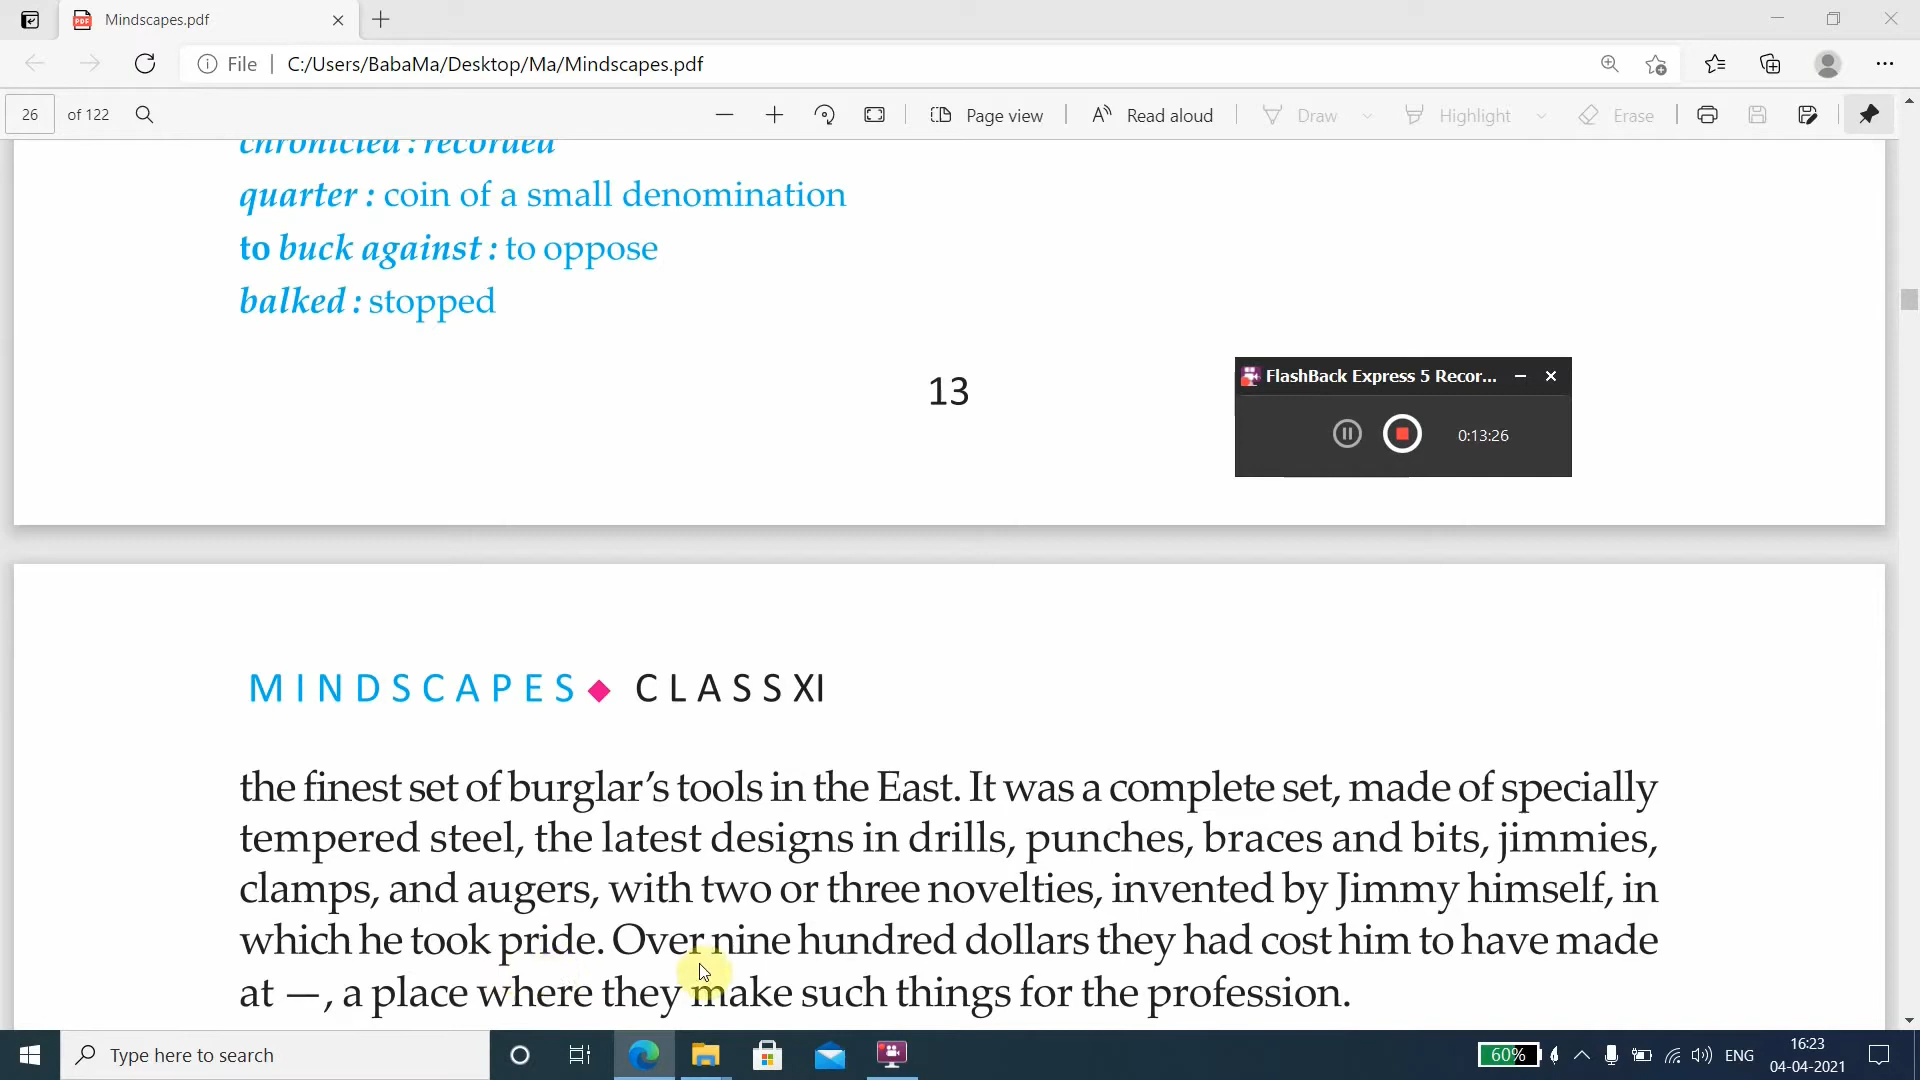 Mindscapes.pdf
File
C:/Users/BabaMa/Desktop/Ma/Mindscapes.pdf
26 of 122
Page view
Read aloud
Draw
Highlight
Erase
chronicled : recorded
quarter : coin of a small denomination
to buck against : to oppose
balked : stopped
13
FlashBack Express 5 Recor...
0:13:26
MINDSCAPES CLASS XI
the finest set of burglar's tools in the East. It was a complete set, made of specially
tempered steel, the latest designs in drills, punches, braces and bits, jimmies,
clamps, and augers, with two or three novelties, invented by Jimmy himself, in
which he took pride. Over nine hundred dollars they had cost him to have made
at —, a place where they make such things for the profession.
Type here to search
60%
ENG
16:23
04-04-2021